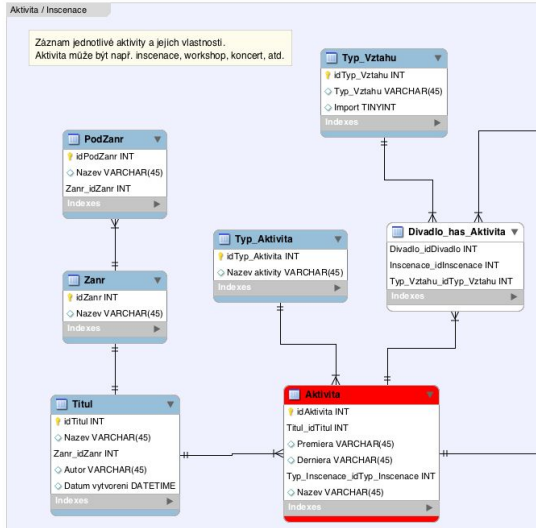 Aktivita / Inscenace
Záznam jednotlivé aktivity a jejich vlastnosti.
Aktivita může být např. inscenace, workshop, koncert, atd.
Typ_Vztahu
idTyp_Vztahu INT
Typ_Vztahu VARCHAR(45)
Import TINYINT
Indexes
PodZanr
idPodZanr INT
Nazev VARCHAR(45)
Zanr_idZanr INT
Indexes
Typ_Aktivita
idTyp_Aktivita INT
Nazev aktivity VARCHAR(45)
Indexes
Divadlo_has_Aktivita
Divadlo_idDivadlo INT
Inscenace_idInscenace INT
Typ_Vztahu_idTyp_Vztahu INT
Indexes
Zanr
idZanr INT
Nazev VARCHAR(45)
Indexes
Titul
idTitul INT
Nazev VARCHAR(45)
Zanr_idZanr INT
Autor VARCHAR(45)
Datum vytvoreni DATETIME
Indexes
Aktivita
idAktivita INT
Titul_idTitul INT
Premiera VARCHAR(45)
Derniera VARCHAR(45)
Typ_Inscenace_idTyp_Inscenace INT
Nazev VARCHAR(45)
Indexes